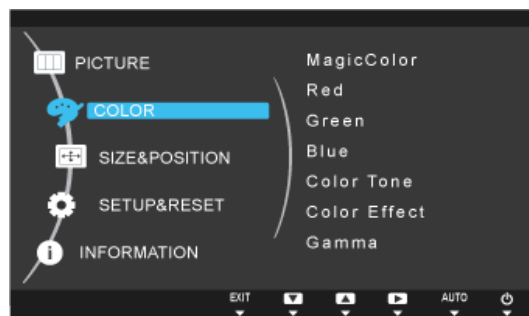 PICTURE
COLOR
SIZE&POSITION
SETUP&RESET
INFORMATION
MagicColor
Red
Green
Blue
Color Tone
Color Effect
Gamma
EXIT AUTO